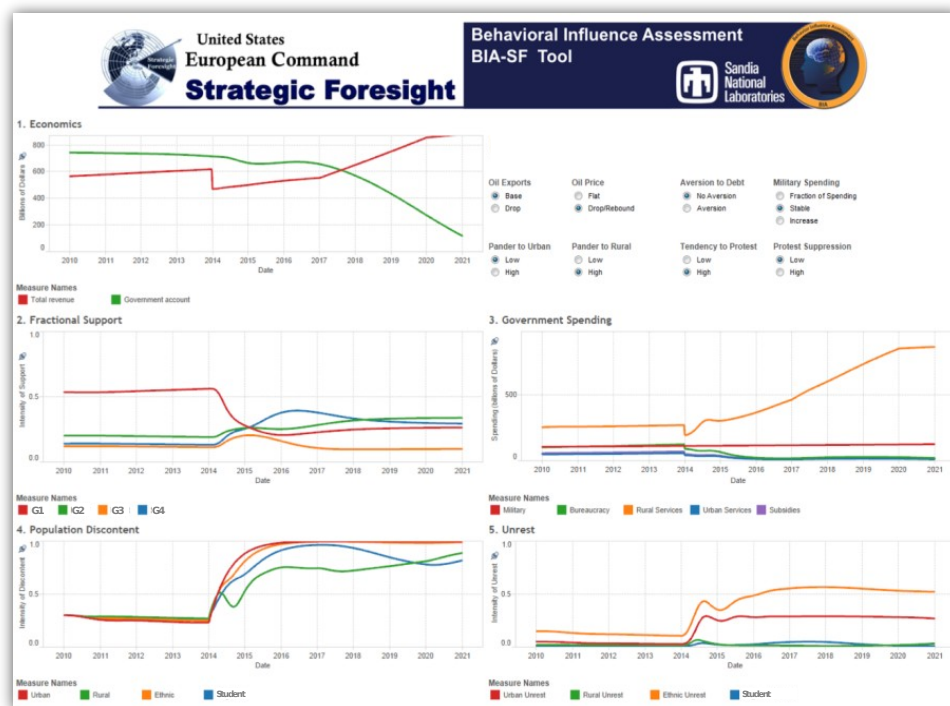 United States
European Command
Strategic Foresight
Strategic
Foresight
Behavioral Influence Assessment
BIA-SF Tool
Sandia
National
Laboratories
Behavioral Influence Assessment
BIA
1. Economics
Billions of Dollars
800
600
400
200
0
2010 2011 2012 2013 2014 2015 2016 2017 2018 2019 2020 2021
Date
Measure Names
Total revenue Government account
Oil Exports Oil Price Aversion to Debt Military Spending
Base Flat No Aversion Fraction of Spending
Drop Drop/Rebound Aversion Stable
Increase
Pander to Urban Pander to Rural Tendency to Protest Protest Suppression
Low Low Low Low
High High High High
2. Fractional Support
Intensity of Support
1.0
0.5
0.0
2010 2011 2012 2013 2014 2015 2016 2017 2018 2019 2020 2021
Date
Measure Names
G1 G2 G3 G4
3. Government Spending
Spending (billions of Dollars)
500
0
2010 2011 2012 2013 2014 2015 2016 2017 2018 2019 2020 2021
Date
Measure Names
Military Bureaucracy Rural Services Urban Services Subsidies
4. Population Discontent
Intensity of Discontent
1.0
0.5
0.0
2010 2011 2012 2013 2014 2015 2016 2017 2018 2019 2020 2021
Date
Measure Names
Urban Rural Ethnic Student
5. Unrest
Intensity of Unrest
1.0
0.5
0.0
2010 2011 2012 2013 2014 2015 2016 2017 2018 2019 2020 2021
Date
Measure Names
Urban Unrest Rural Unrest Ethnic Unrest Student